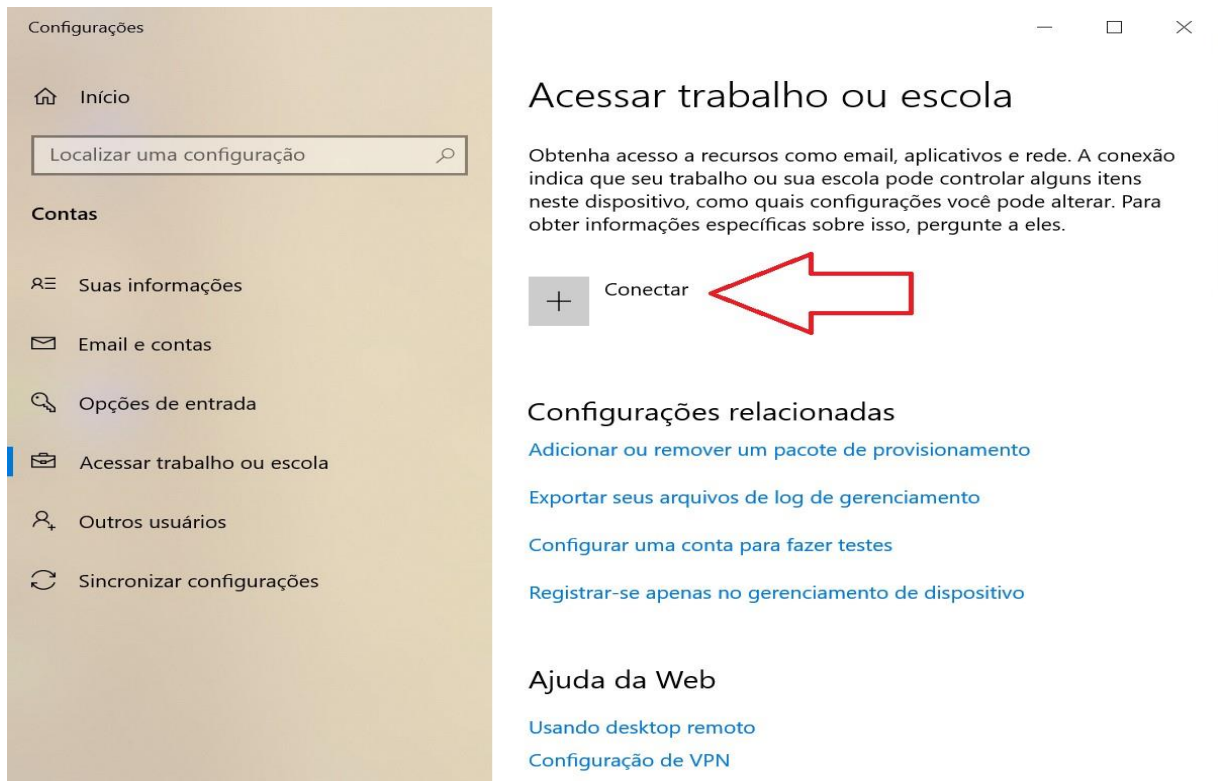 Configurações
Início
Localizar uma configuração
Contas
Suas informações
Email e contas
Opções de entrada
Acessar trabalho ou escola
Outros usuários
Sincronizar configurações
Acessar trabalho ou escola
Obtenha acesso a recursos como email, aplicativos e rede. A conexão
indica que seu trabalho ou sua escola pode controlar alguns itens
neste dispositivo, como quais configurações você pode alterar. Para
obter informações específicas sobre isso, pergunte a eles.
Conectar
Configurações relacionadas
Adicionar ou remover um pacote de provisionamento
Exportar seus arquivos de log de gerenciamento
Configurar uma conta para fazer testes
Registrar-se apenas no gerenciamento de dispositivo
Ajuda da Web
Usando desktop remoto
Configuração de VPN